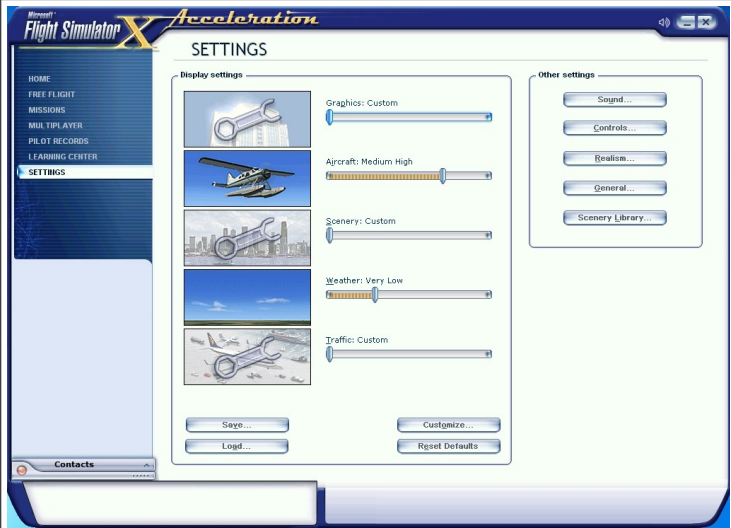 Microsoft
Flight Simulator X
Acceleration
SETTINGS
HOME
FREE FLIGHT
MISSIONS
MULTIPLAYER
PILOT RECORDS
LEARNING CENTER
SETTINGS
Display settings
Graphics: Custom
Aircraft: Medium High
Scenery: Custom
Weather: Very Low
Traffic: Custom
Save...
Customize...
Load...
Reset Defaults
Other settings
Sound...
Controls...
Realism...
General...
Scenery Library...
Contacts